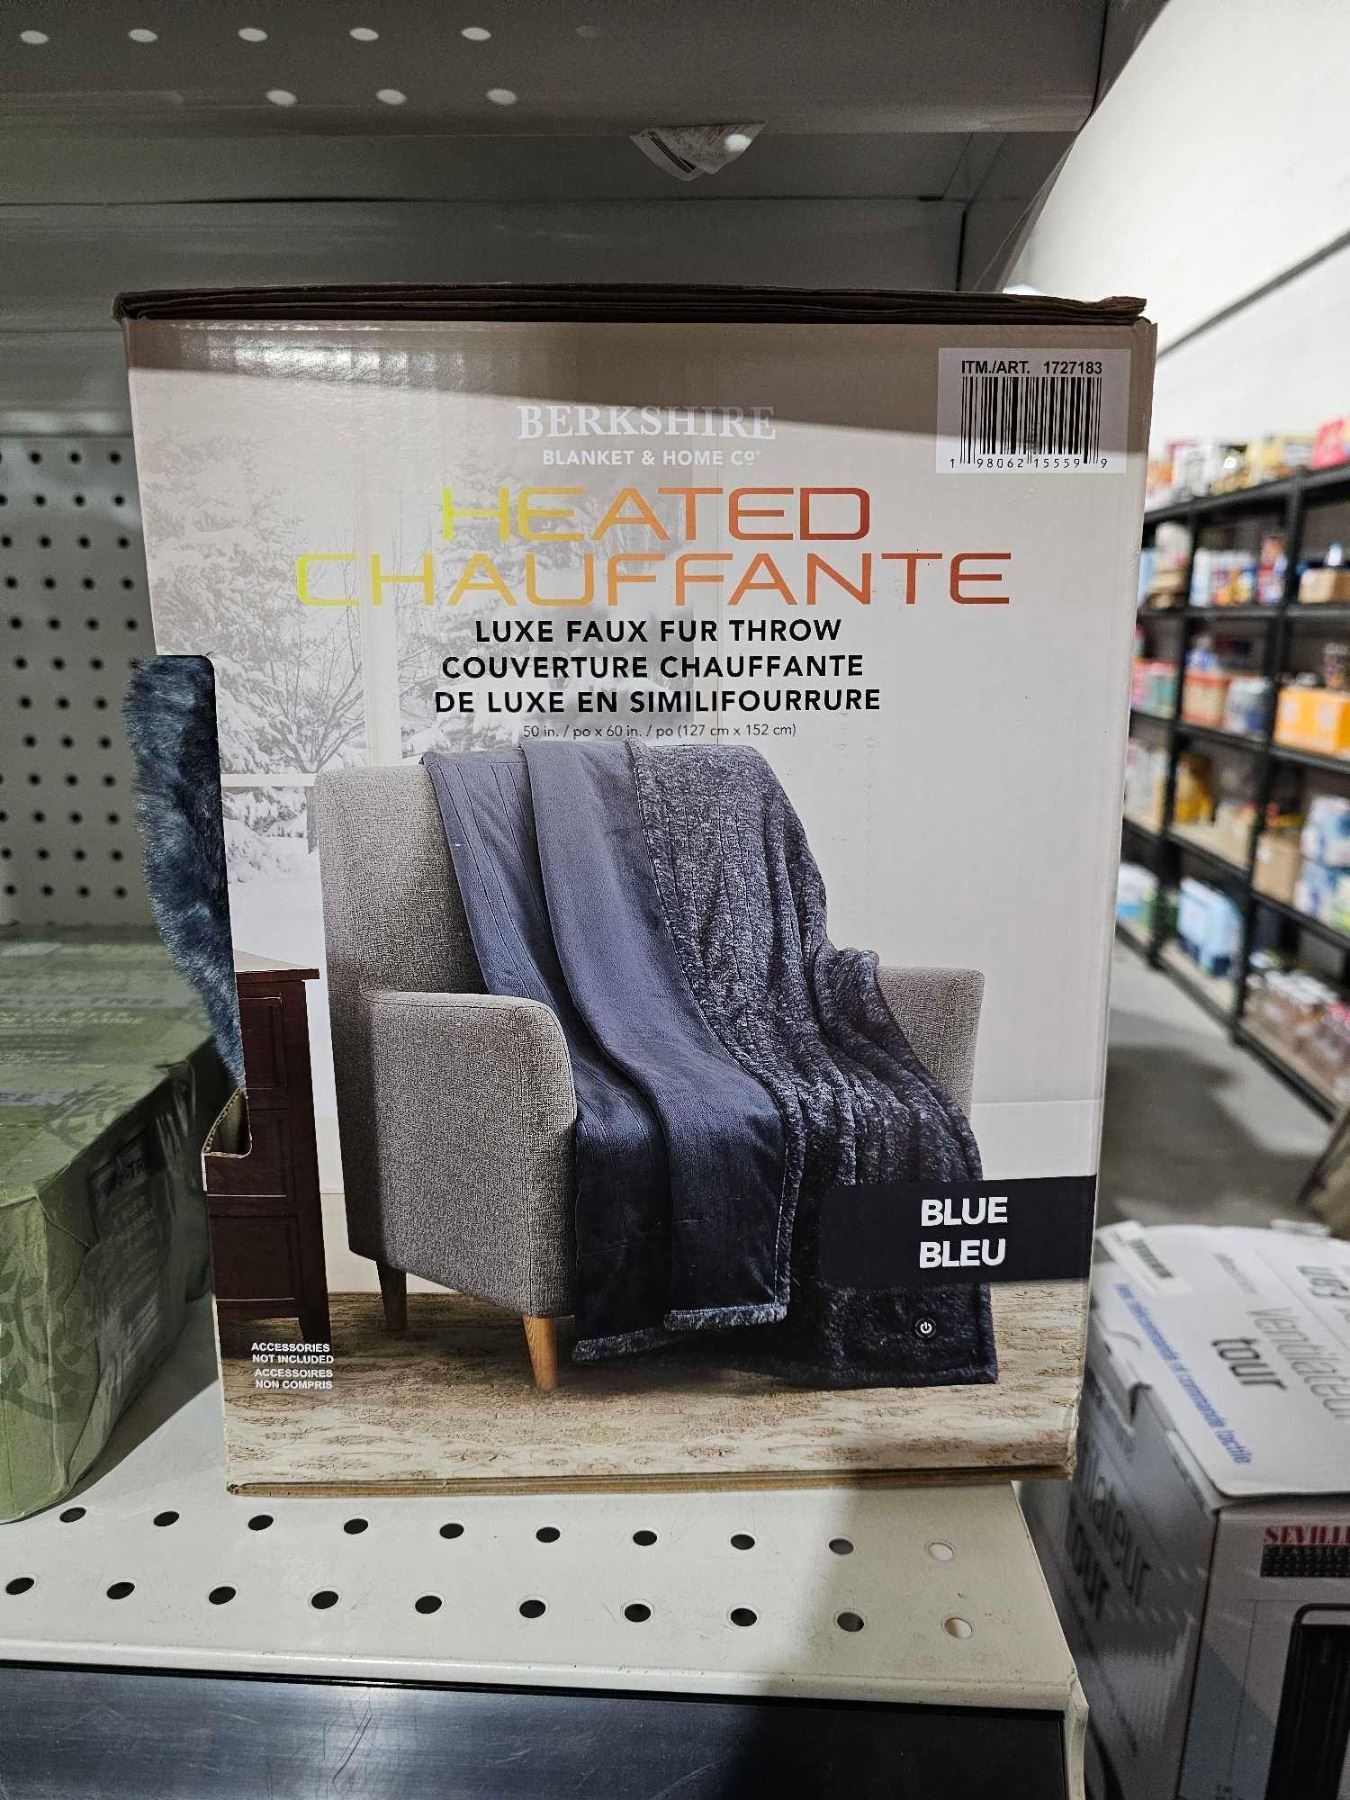 ITM./ART. 1727183
1 98062 15559 9
BERKSHIRE
BLANKET & HOME Cº
HEATED
CHAUFFANTE
LUXE FAUX FUR THROW
COUVERTURE CHAUFFANTE
DE LUXE EN SIMILIFOURRURE
50 in. / po x 60 in. / po (127 cm x 152 cm)
BLUE
BLEU
ACCESSORIES
NOT INCLUDED
ACCESSOIRES
NON COMPRIS
tour